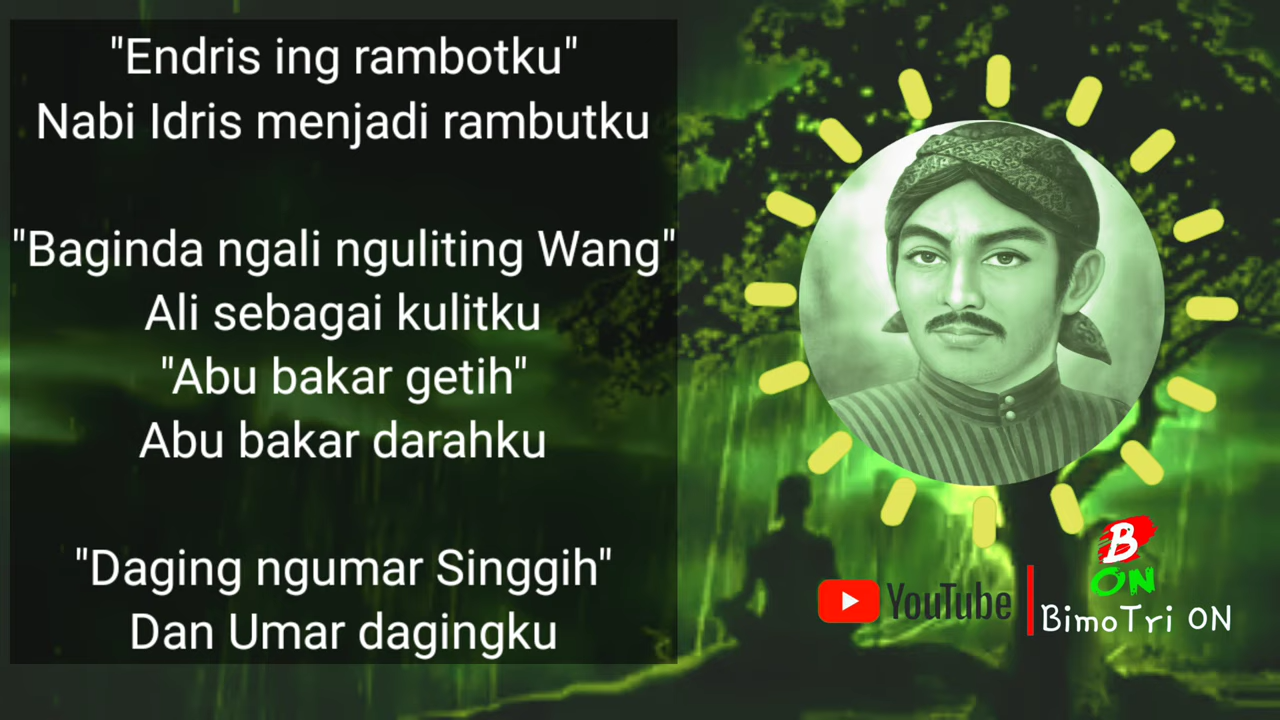 "Endris ing rambotku"
Nabi Idris menjadi rambutku
"Baginda ngali nguliting Wang"
Ali sebagai kulitku
"Abu bakar getih"
Abu bakar darahku
"Daging ngumar Singgih"
Dan Umar dagingku
B
ON
YouTube
BimoTri ON